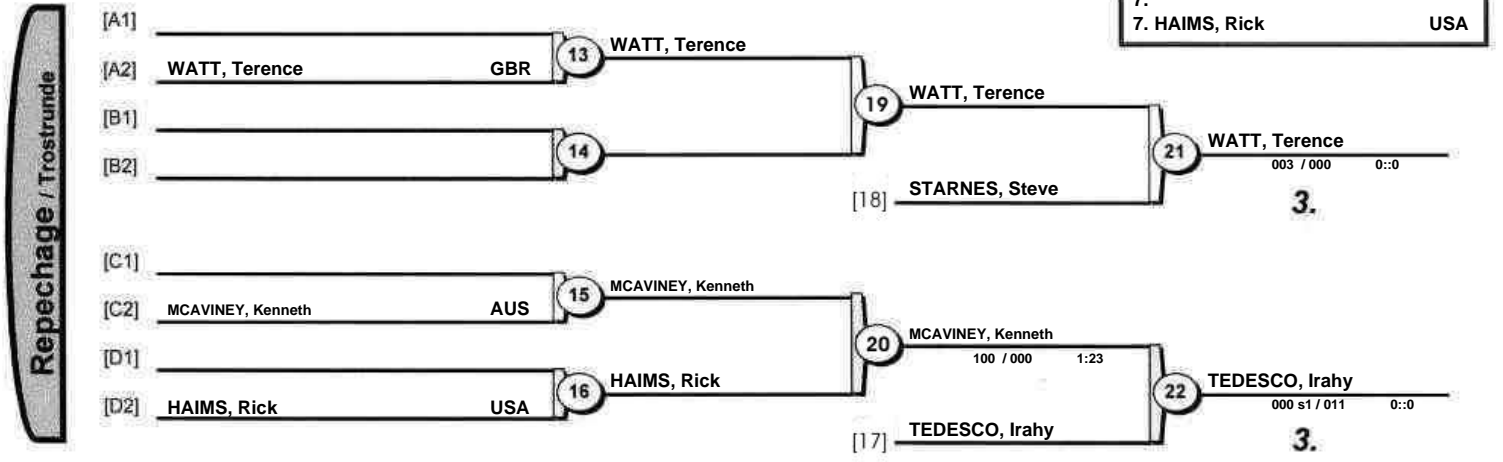 7.
7. HAIMS, Rick USA
Repechage / Trostrunde
[A1]
[A2] WATT, Terence GBR
13 WATT, Terence
[B1]
[B2]
14
19 WATT, Terence
[18] STARNES, Steve
21 WATT, Terence
003 / 000 0::0
3.
[C1]
[C2] MCAVINEY, Kenneth AUS
15 MCAVINEY, Kenneth
[D1]
[D2] HAIMS, Rick USA
16 HAIMS, Rick
20 MCAVINEY, Kenneth
100 / 000 1:23
[17] TEDESCO, Irahy
22 TEDESCO, Irahy
000 s1 / 011 0::0
3.